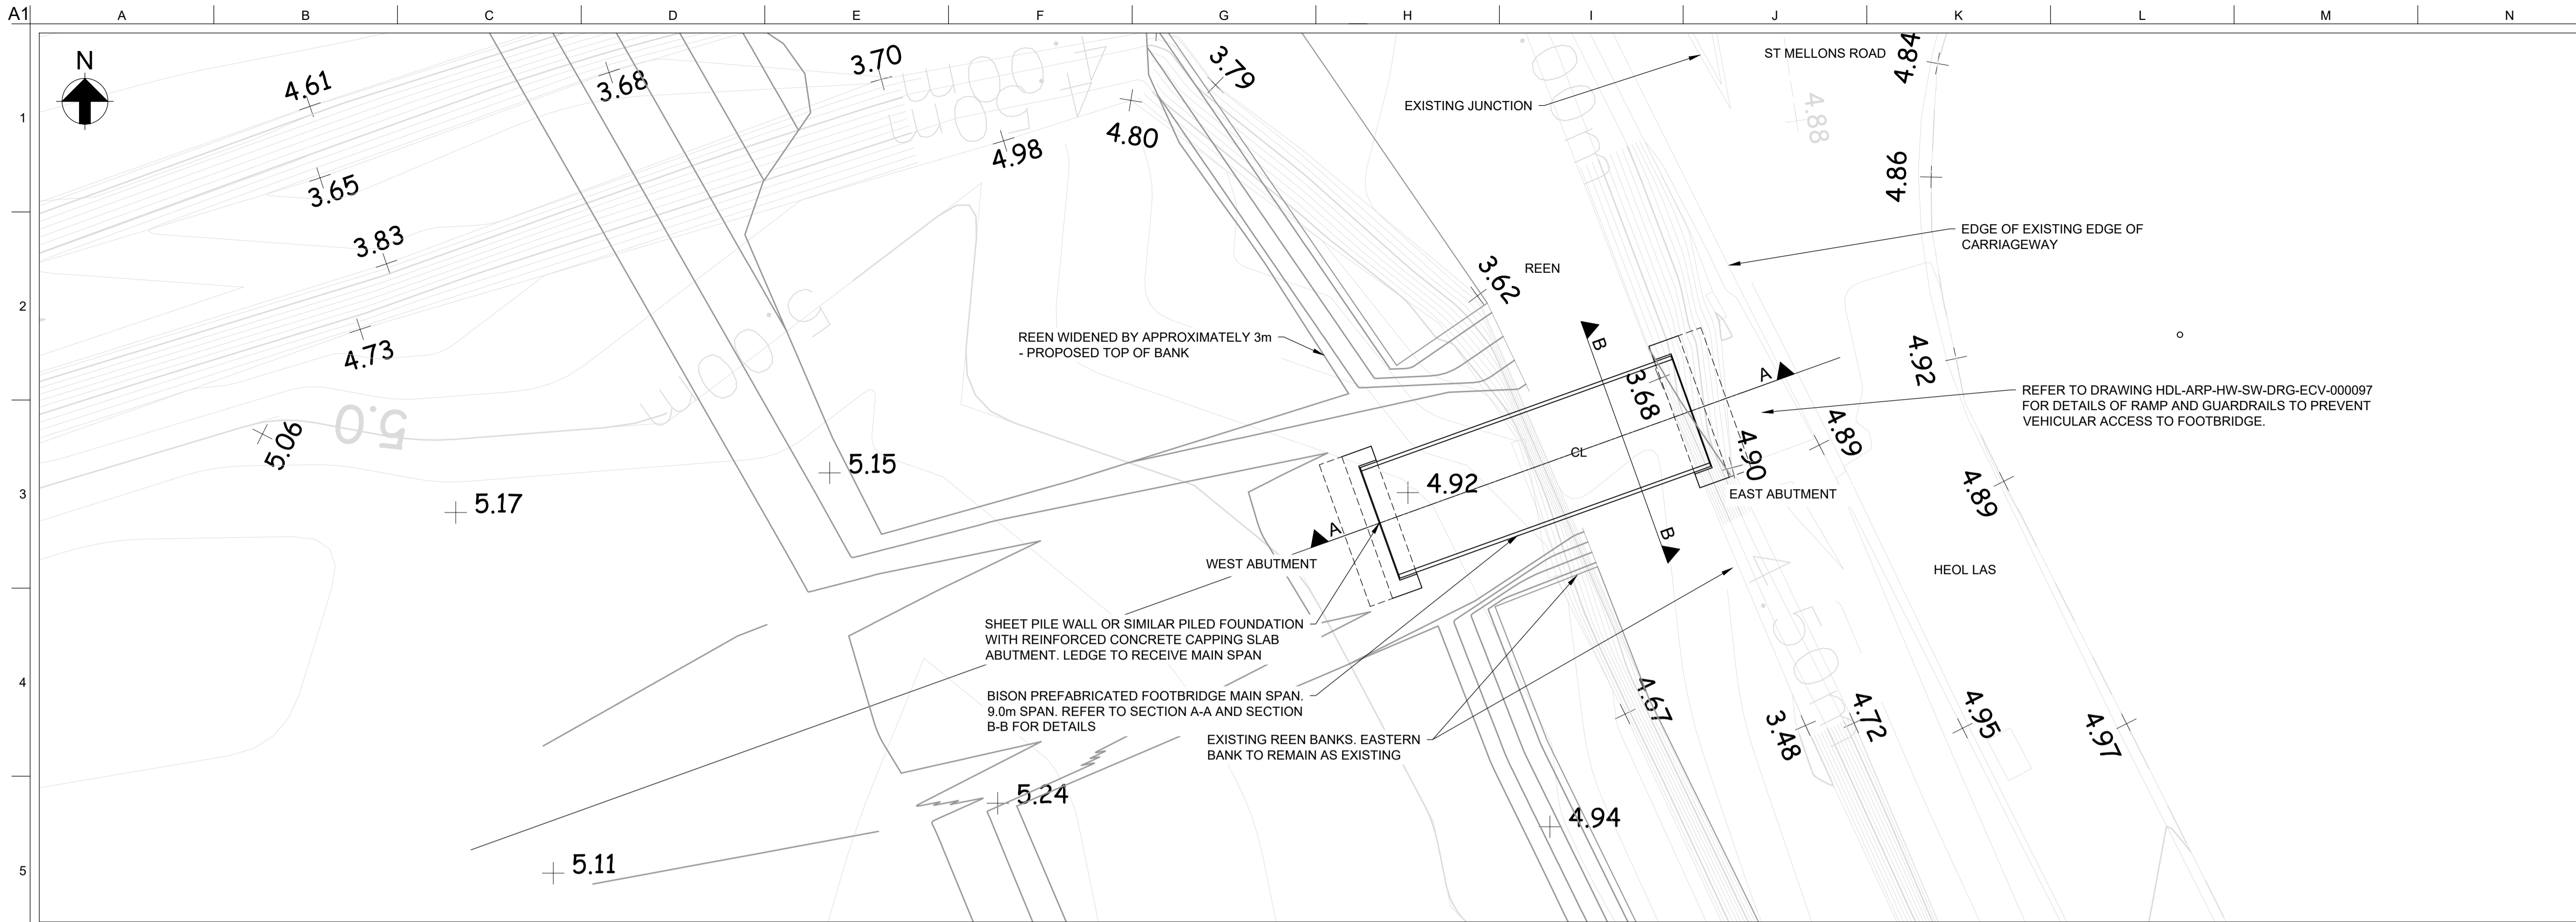 A1
A
B
C
D
E
F
G
H
I
J
K
L
M
N
1
2
3
4
5
N
4.61
3.68
3.70
4.00m
3.50m
3.79
4.98
4.80
3.65
3.83
4.73
5.00m
5.0
5.06
5.17
5.15
5.11
5.24
ST MELLONS ROAD
4.84
EXISTING JUNCTION
4.88
4.86
EDGE OF EXISTING EDGE OF
CARRIAGEWAY
3.62
REEN
REEN WIDENED BY APPROXIMATELY 3m
- PROPOSED TOP OF BANK
B
A
3.68
4.92
REFER TO DRAWING HDL-ARP-HW-SW-DRG-ECV-000097
FOR DETAILS OF RAMP AND GUARDRAILS TO PREVENT
VEHICULAR ACCESS TO FOOTBRIDGE.
4.89
CL
4.90
4.92
EAST ABUTMENT
4.89
A
B
WEST ABUTMENT
HEOL LAS
SHEET PILE WALL OR SIMILAR PILED FOUNDATION
WITH REINFORCED CONCRETE CAPPING SLAB
ABUTMENT. LEDGE TO RECEIVE MAIN SPAN
4.50m
BISON PREFABRICATED FOOTBRIDGE MAIN SPAN.
9.0m SPAN. REFER TO SECTION A-A AND SECTION
B-B FOR DETAILS
EXISTING REEN BANKS. EASTERN
BANK TO REMAIN AS EXISTING
4.67
3.48
4.72
4.95
4.97
4.94